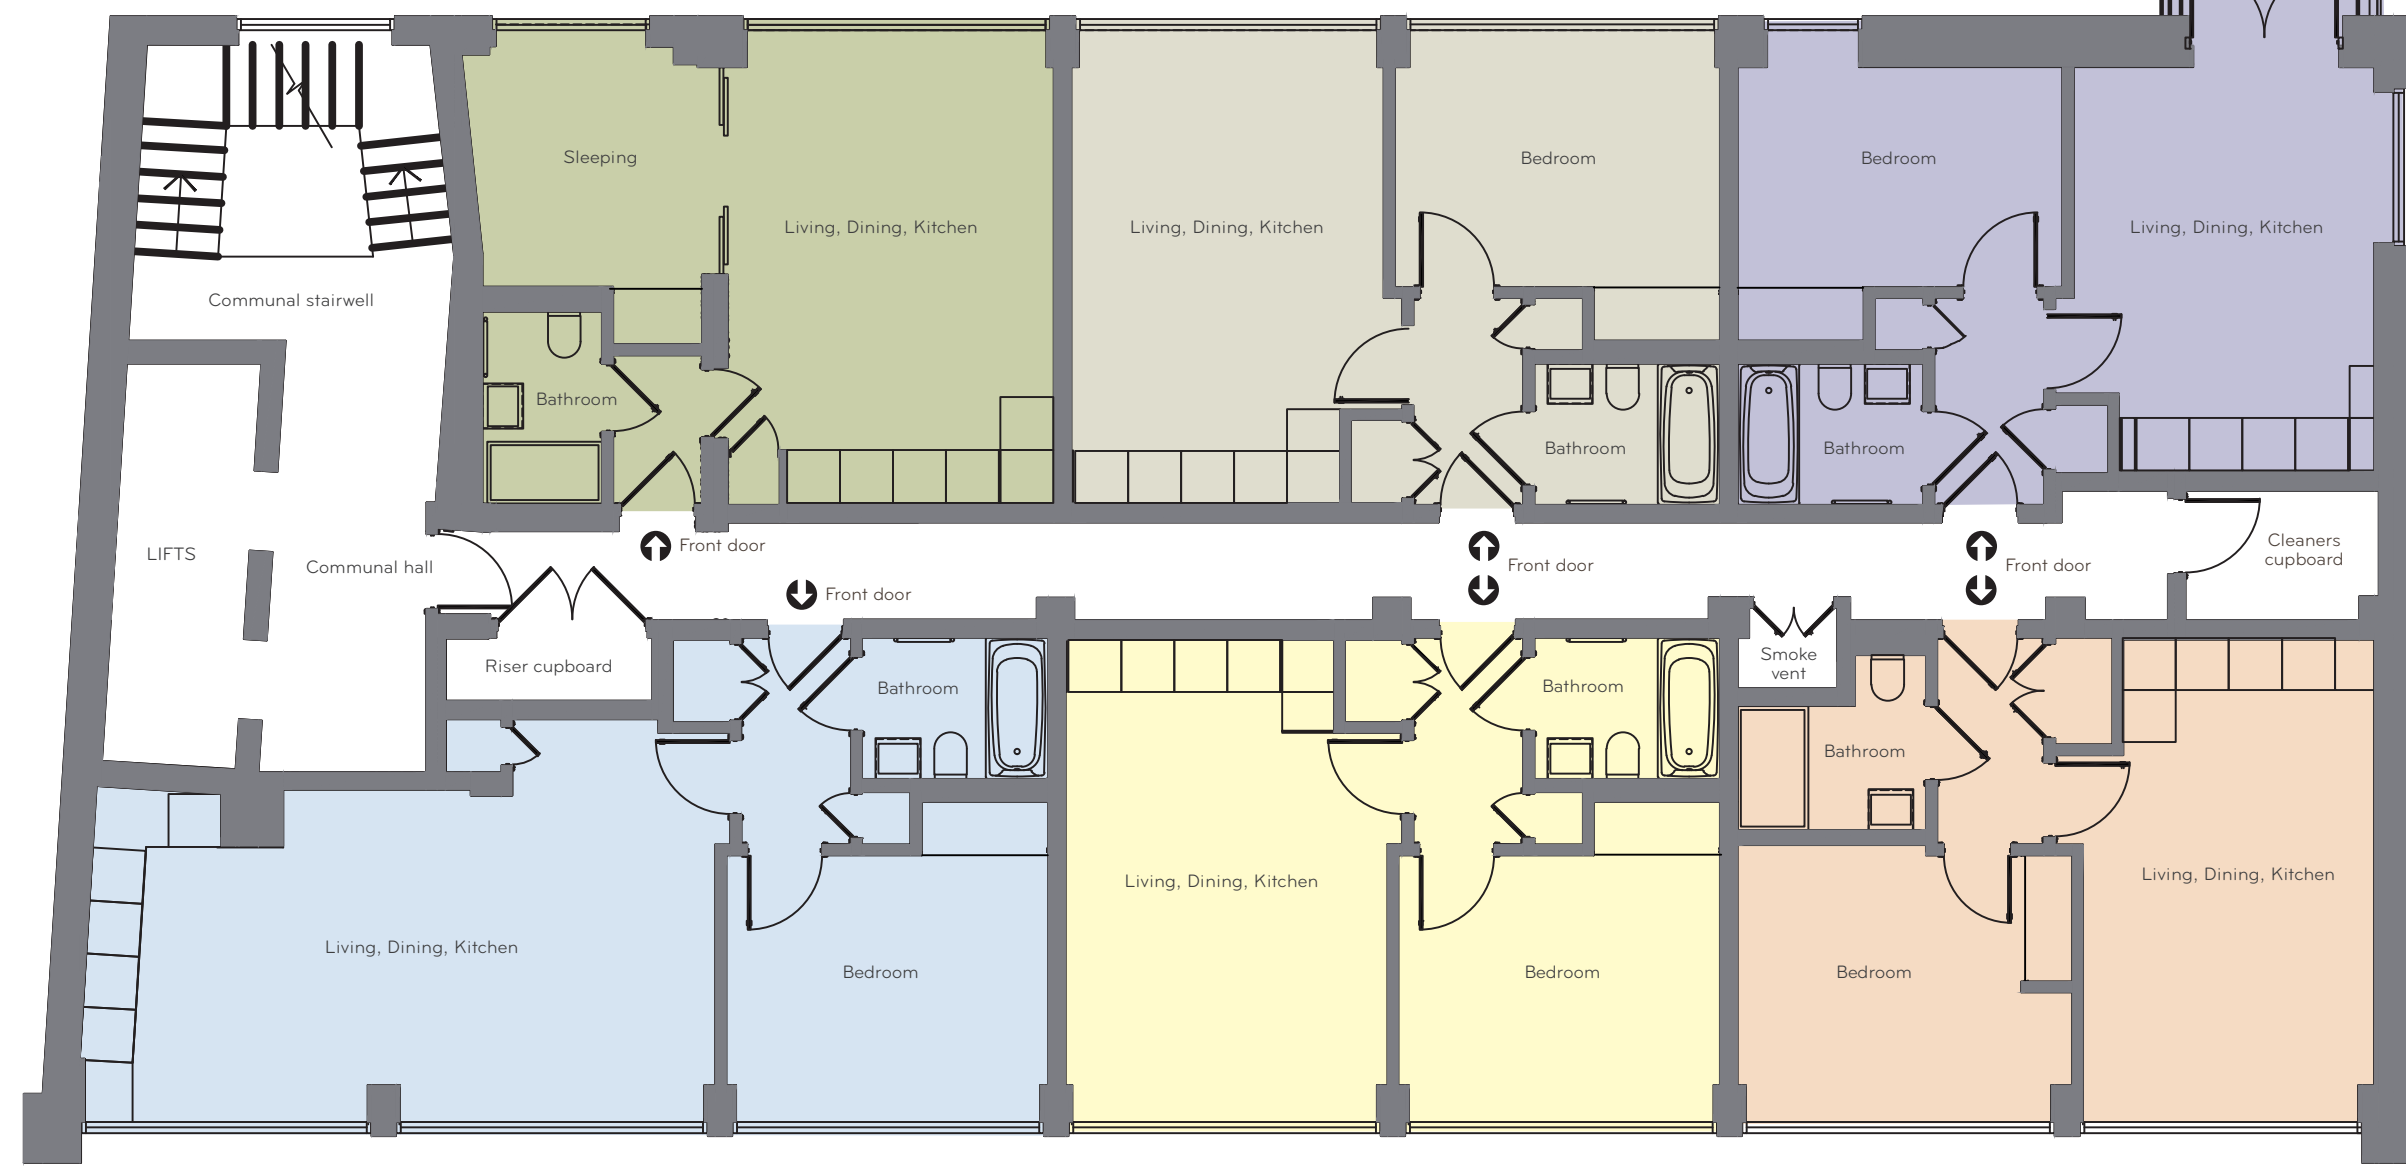 Sleeping
Bedroom
Bedroom
Living, Dining, Kitchen
Living, Dining, Kitchen
Living, Dining, Kitchen
Communal stairwell
Bathroom
Bathroom
Bathroom
LIFTS
Communal hall
Front door
Front door
Front door
Front door
Cleaners
cupboard
Riser cupboard
Bathroom
Bathroom
Smoke
vent
Bathroom
Living, Dining, Kitchen
Living, Dining, Kitchen
Living, Dining, Kitchen
Bedroom
Bedroom
Bedroom